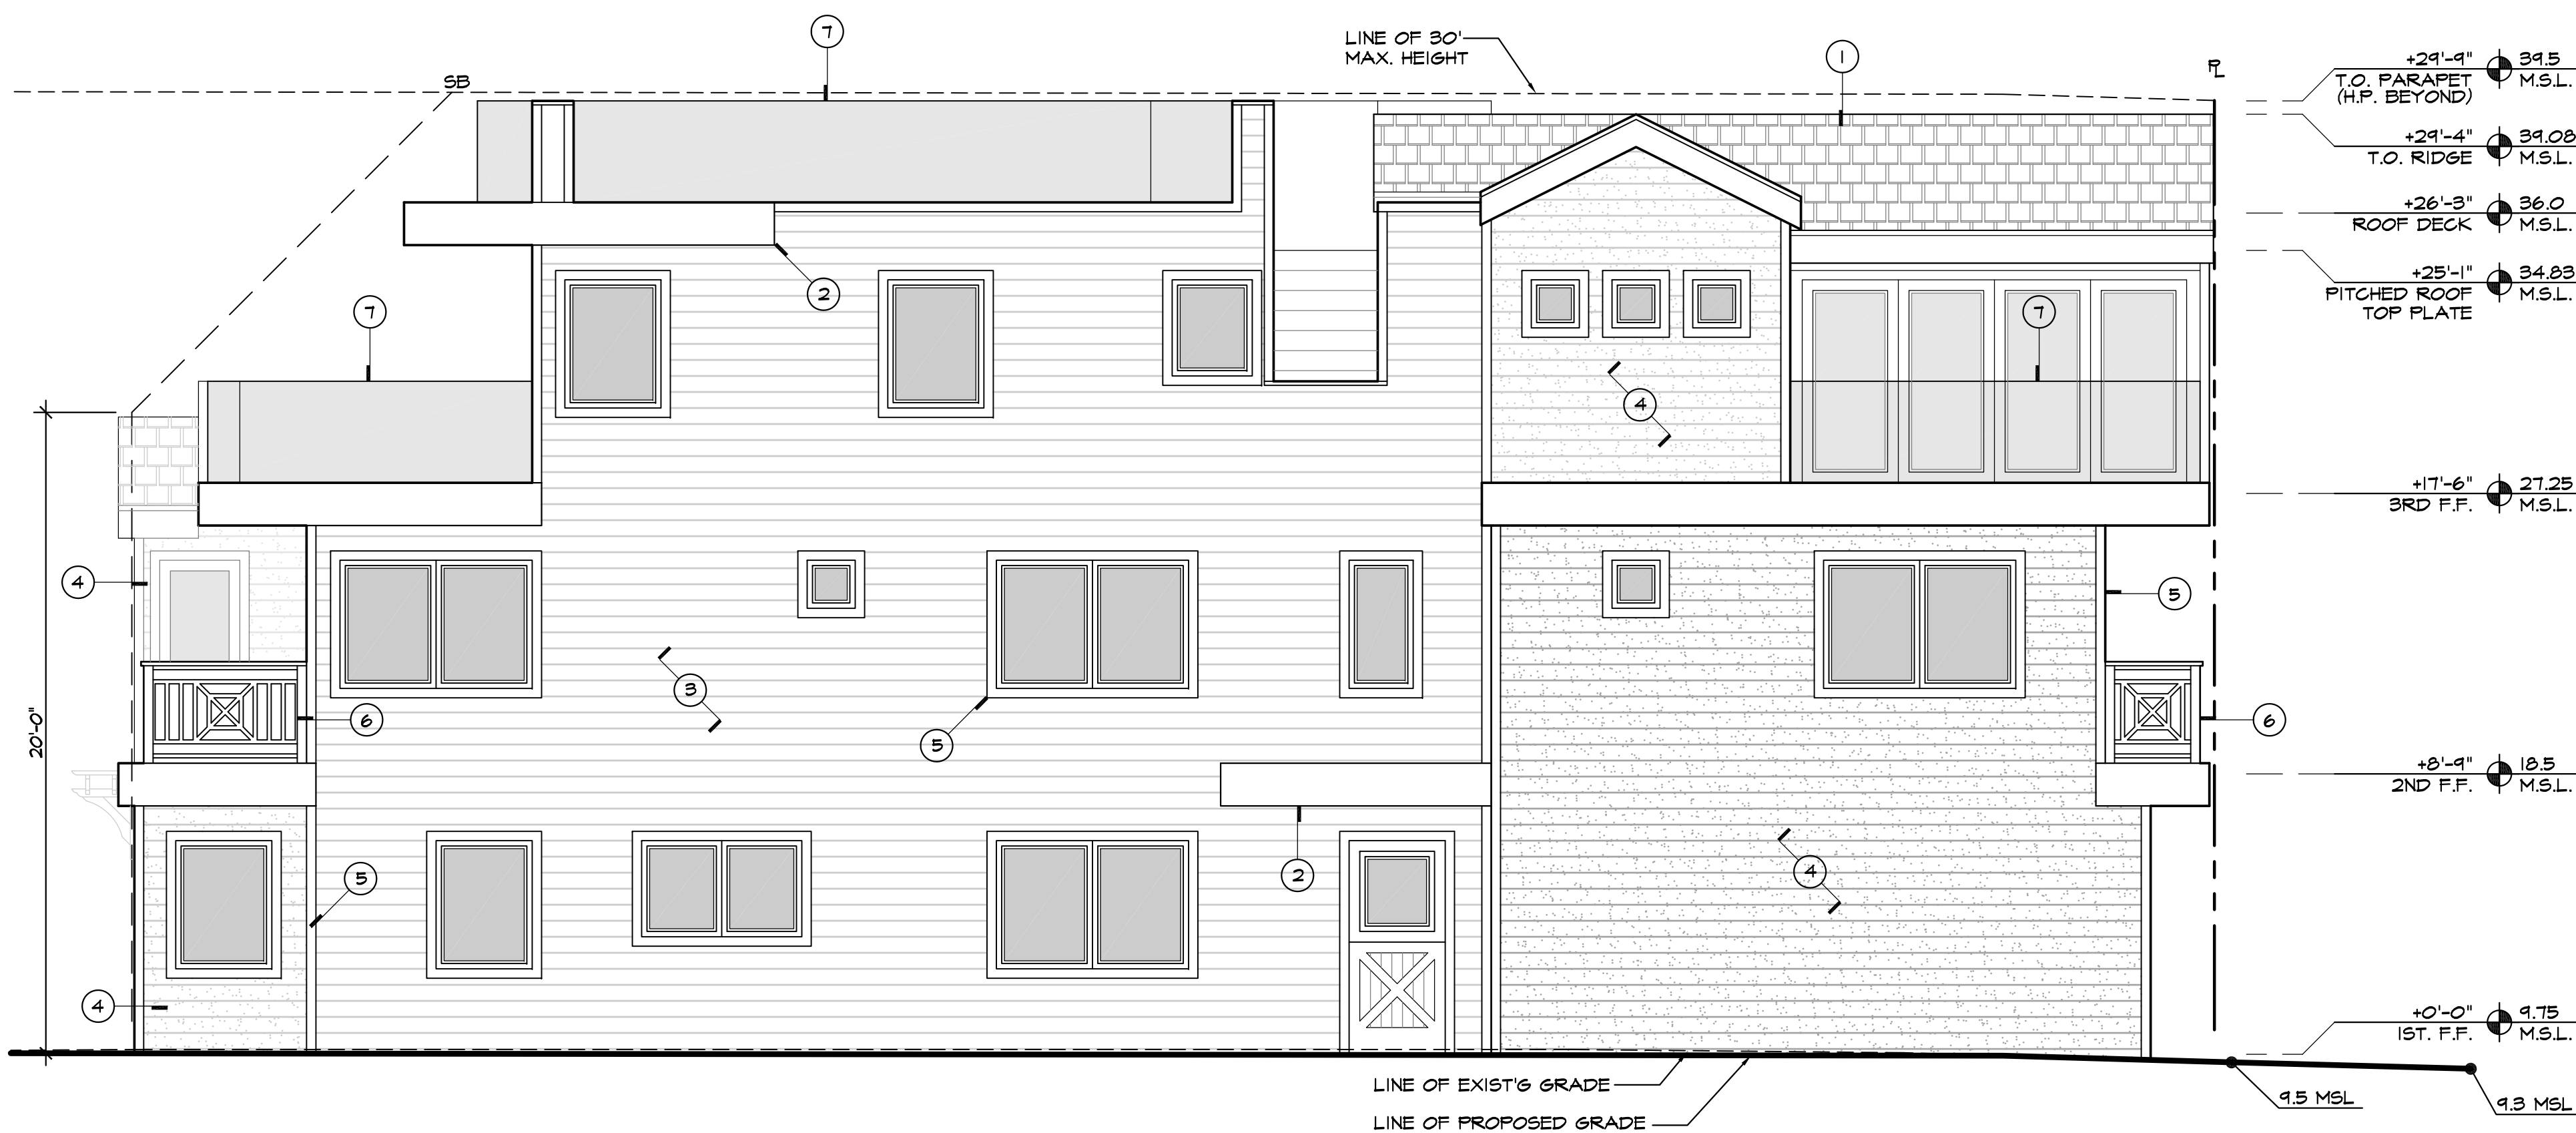 7
LINE OF 30'
MAX. HEIGHT
1
PL
SB
+29'-9" 39.5
T.O. PARAPET M.S.L.
(H.P. BEYOND)
+29'-4" 39.08
T.O. RIDGE M.S.L.
+26'-3" 36.0
ROOF DECK M.S.L.
+25'-1" 34.83
PITCHED ROOF M.S.L.
TOP PLATE
2
7
7
4
+17'-6" 27.25
3RD F.F. M.S.L.
4
5
3
6
5
6
20'-0"
+8'-9" 18.5
2ND F.F. M.S.L.
5
2
4
4
+0'-0" 9.75
1ST. F.F. M.S.L.
LINE OF EXIST'G GRADE
LINE OF PROPOSED GRADE
9.5 MSL
9.3 MSL